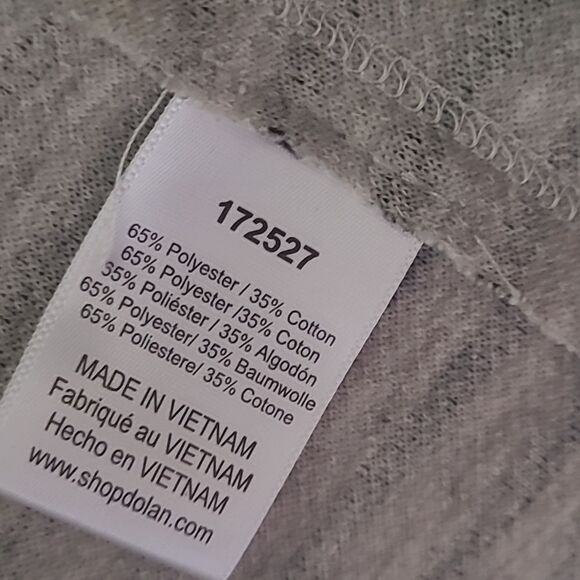 172527
65% Polyester / 35% Cotton
65% Polyester /35% Coton
35% Poliéster / 35% Algodón
65% Polyester/ 35% Baumwolle
65% Poliestere/ 35% Cotone
MADE IN VIETNAM
Fabriqué au VIETNAM
Hecho en VIETNAM
www.shopdolan.com